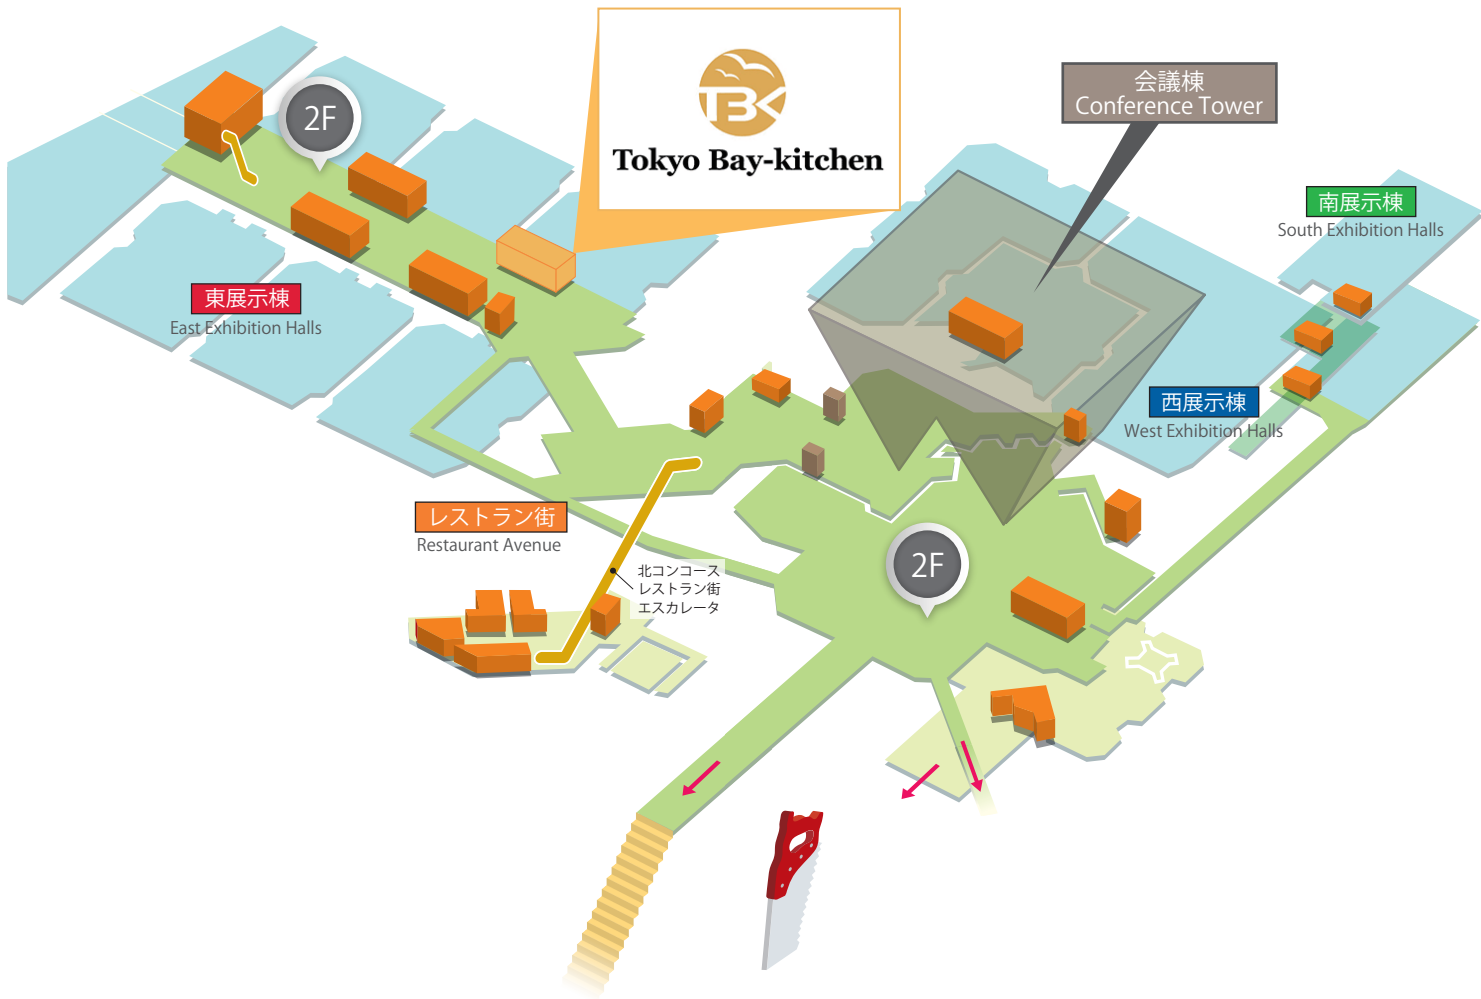 TBK
Tokyo Bay-kitchen
会議棟
Conference Tower
2F
南展示棟
South Exhibition Halls
東展示棟
East Exhibition Halls
西展示棟
West Exhibition Halls
レストラン街
Restaurant Avenue
北コンコース
レストラン街
エスカレータ
2F